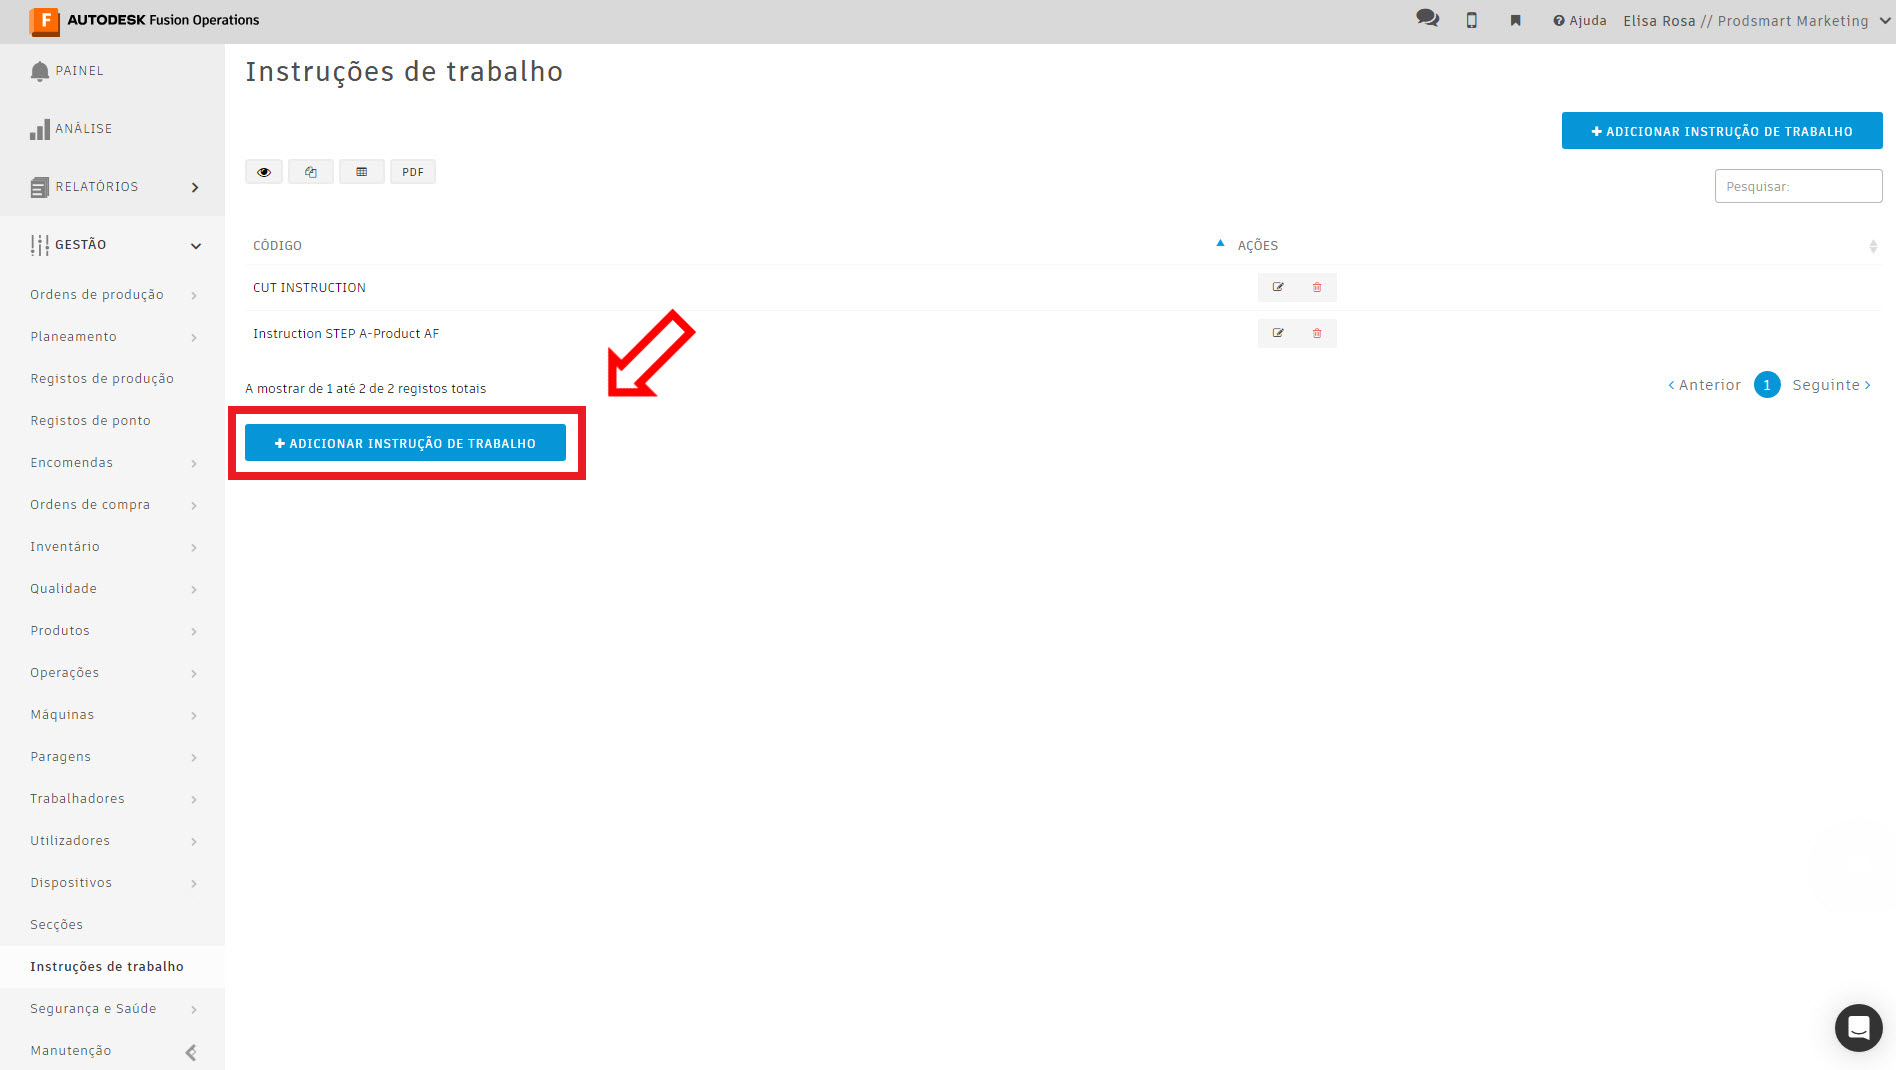 F AUTODESK Fusion Operations
Ajuda
Elisa Rosa // Prodsmart Marketing
PAINEL
ANÁLISE
RELATÓRIOS
GESTÃO
Ordens de produção
Planeamento
Registos de produção
Registos de ponto
Encomendas
Ordens de compra
Inventário
Qualidade
Produtos
Operações
Máquinas
Paragens
Trabalhadores
Utilizadores
Dispositivos
Secções
Instruções de trabalho
Segurança e Saúde
Manutenção
Instruções de trabalho
+ ADICIONAR INSTRUÇÃO DE TRABALHO
PDF
Pesquisar:
CÓDIGO
AÇÕES
CUT INSTRUCTION
Instruction STEP A-Product AF
A mostrar de 1 até 2 de 2 registos totais
‹ Anterior 1 Seguinte ›
+ ADICIONAR INSTRUÇÃO DE TRABALHO